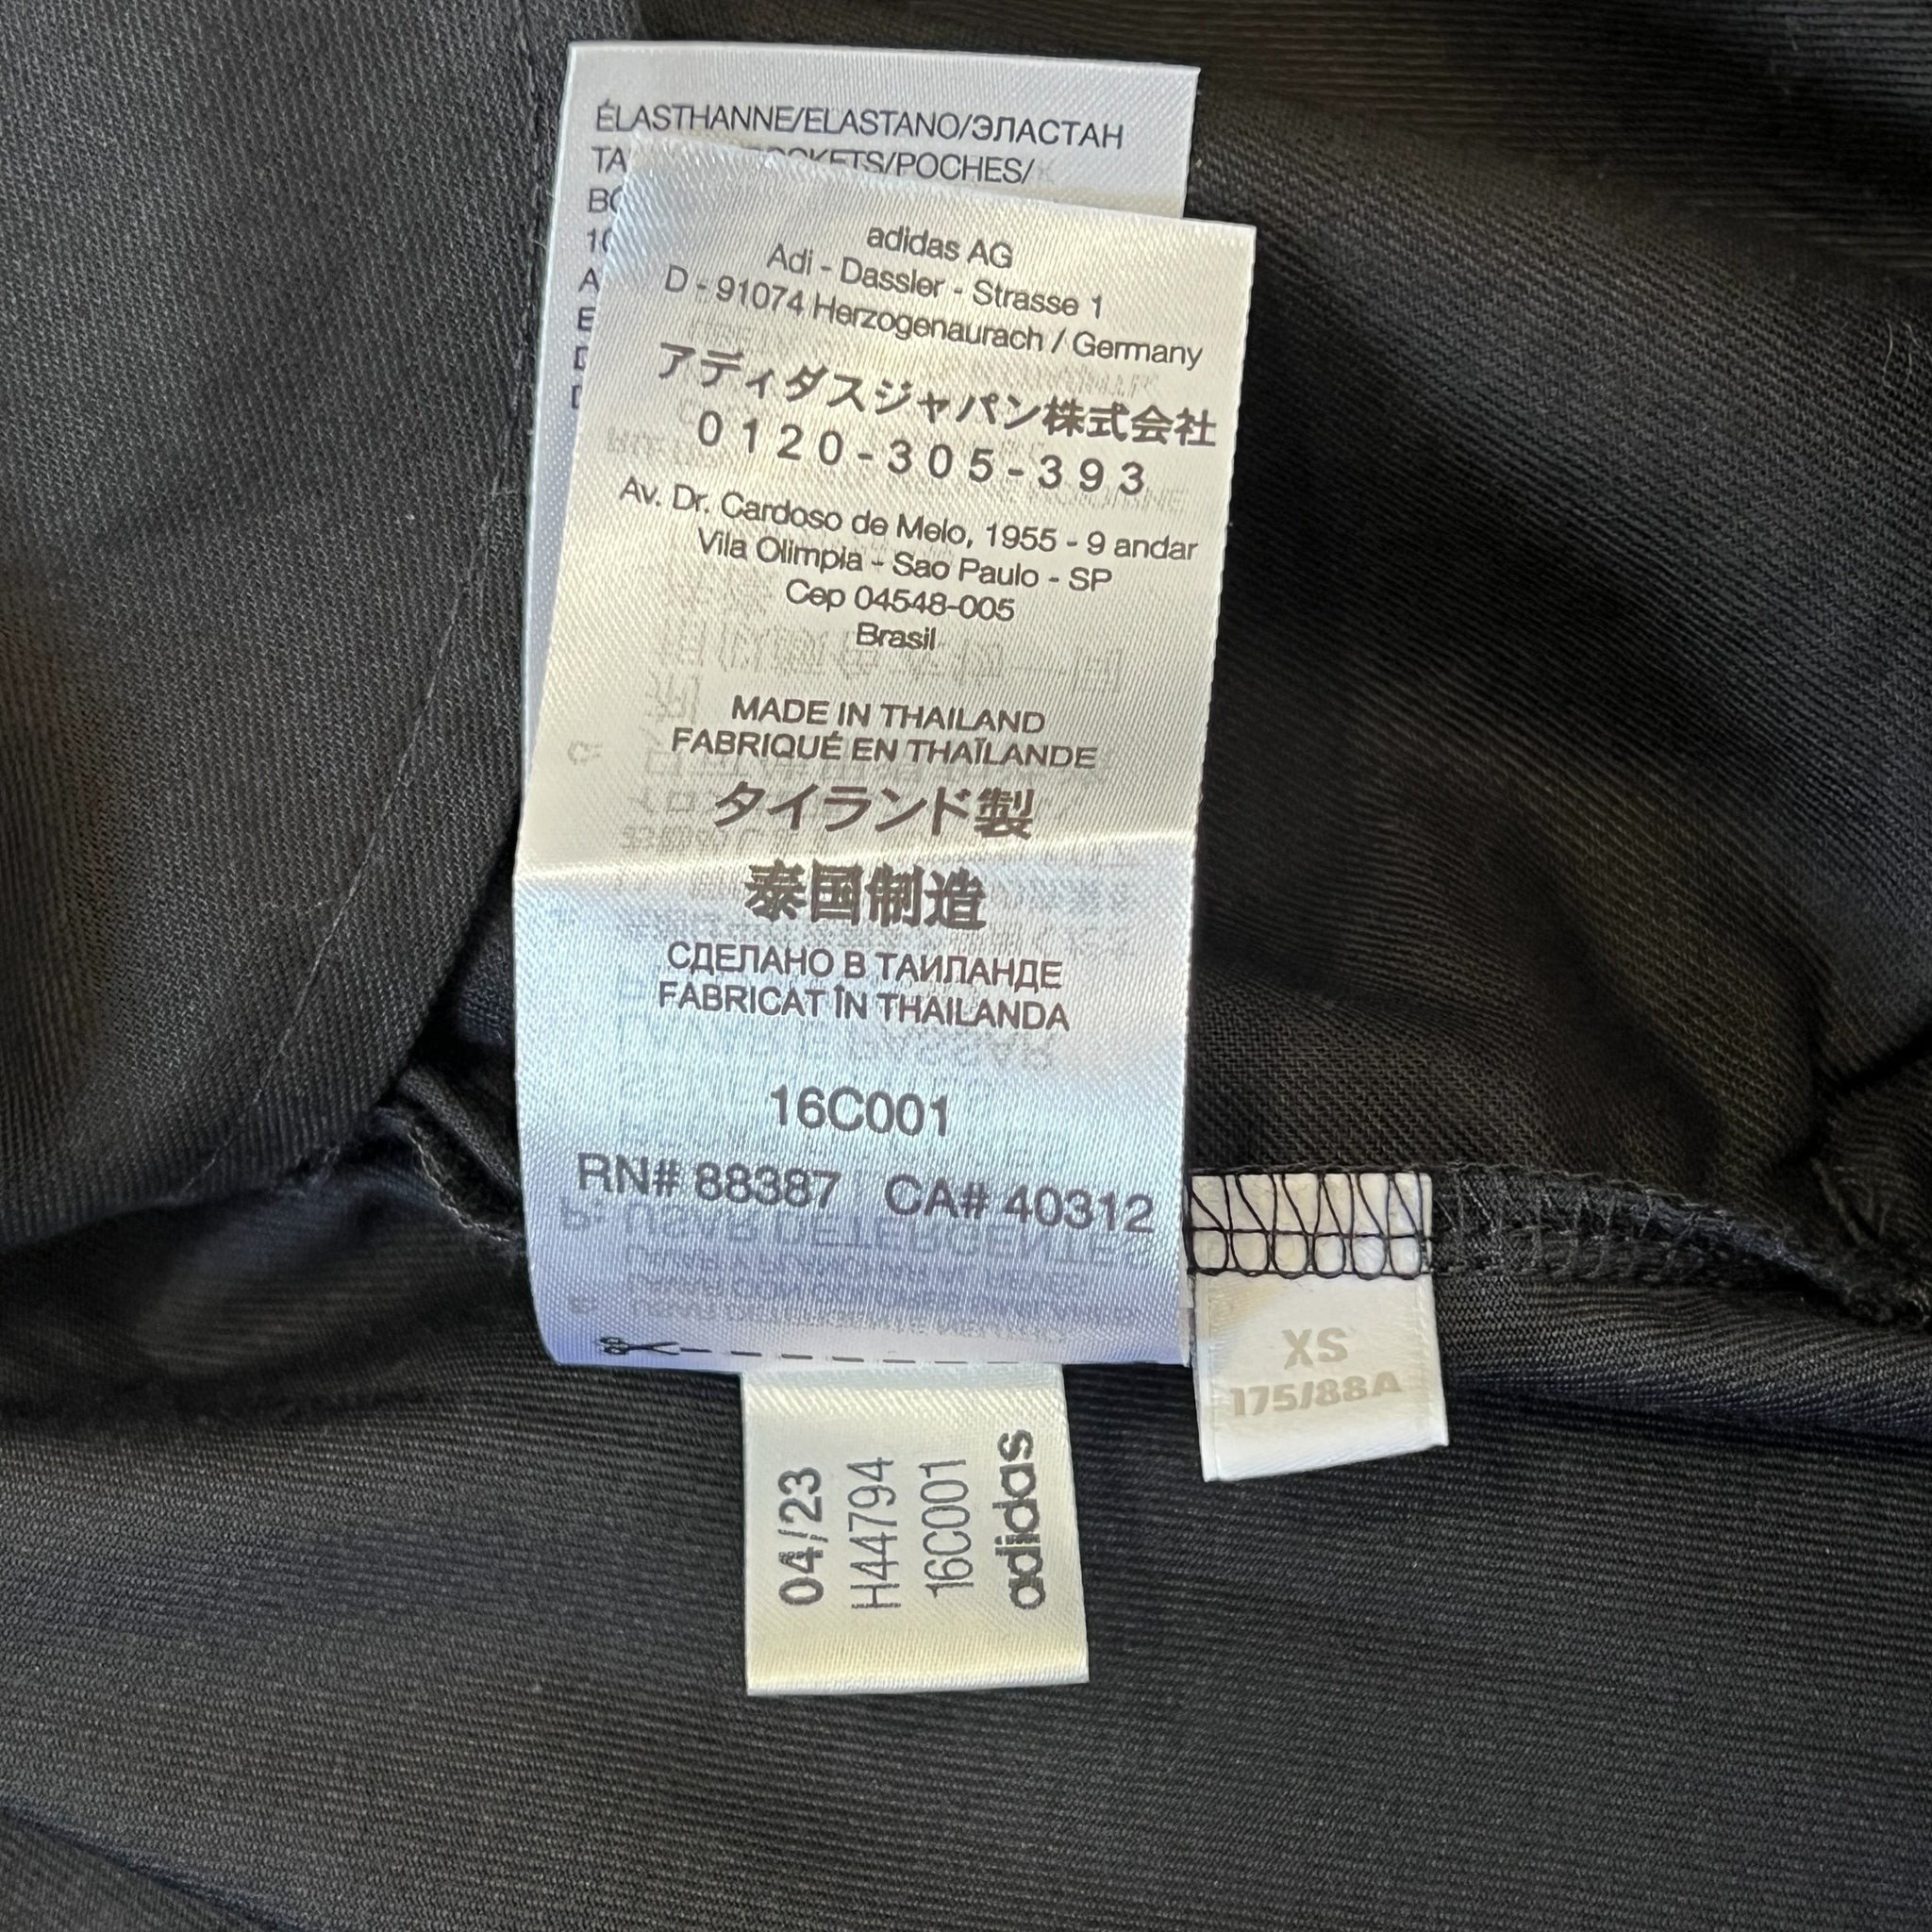 ÉLASTHANNE/ELASTANO/ЭЛАСТАН
/POCHES/
adidas AG
Adi - Dassler - Strasse 1
D - 91074 Herzogenaurach / Germany
アディダスジャパン株式会社
0120-305-393
Av. Dr. Cardoso de Melo, 1955 - 9 andar
Vila Olimpia - Sao Paulo - SP
Cep 04548-005
Brasil
MADE IN THAILAND
FABRIQUÉ EN THAÏLANDE
タイランド製
泰国制造
СДЕЛАНО В ТАИЛАНДЕ
FABRICAT ÎN THAILANDA
16C001
RN# 88387 CA# 40312
XS
175/88A
04/23
H44794
16C001
adidas